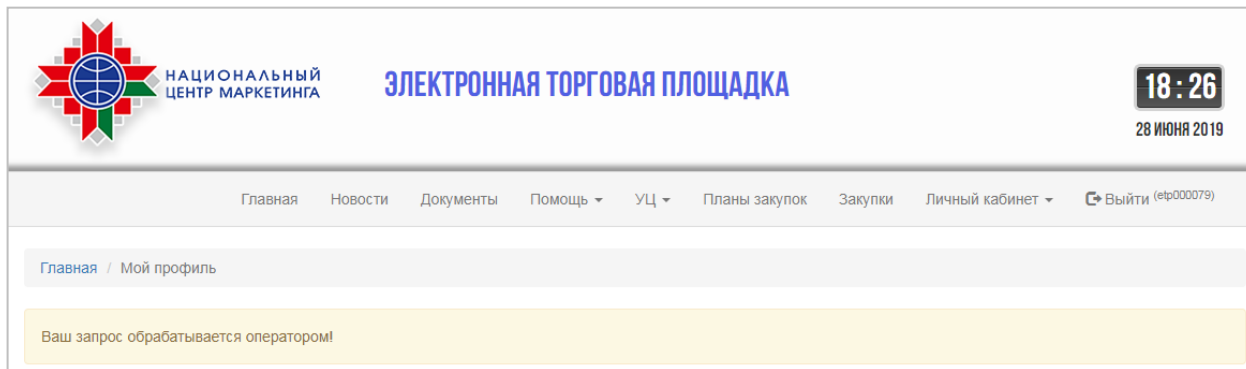 НАЦИОНАЛЬНЫЙ
ЦЕНТР МАРКЕТИНГА
ЭЛЕКТРОННАЯ ТОРГОВАЯ ПЛОЩАДКА
18 : 26
28 ИЮНЯ 2019
Главная Новости Документы Помощь УЦ Планы закупок Закупки Личный кабинет Выйти (etp000079)
Главная / Мой профиль
Ваш запрос обрабатывается оператором!